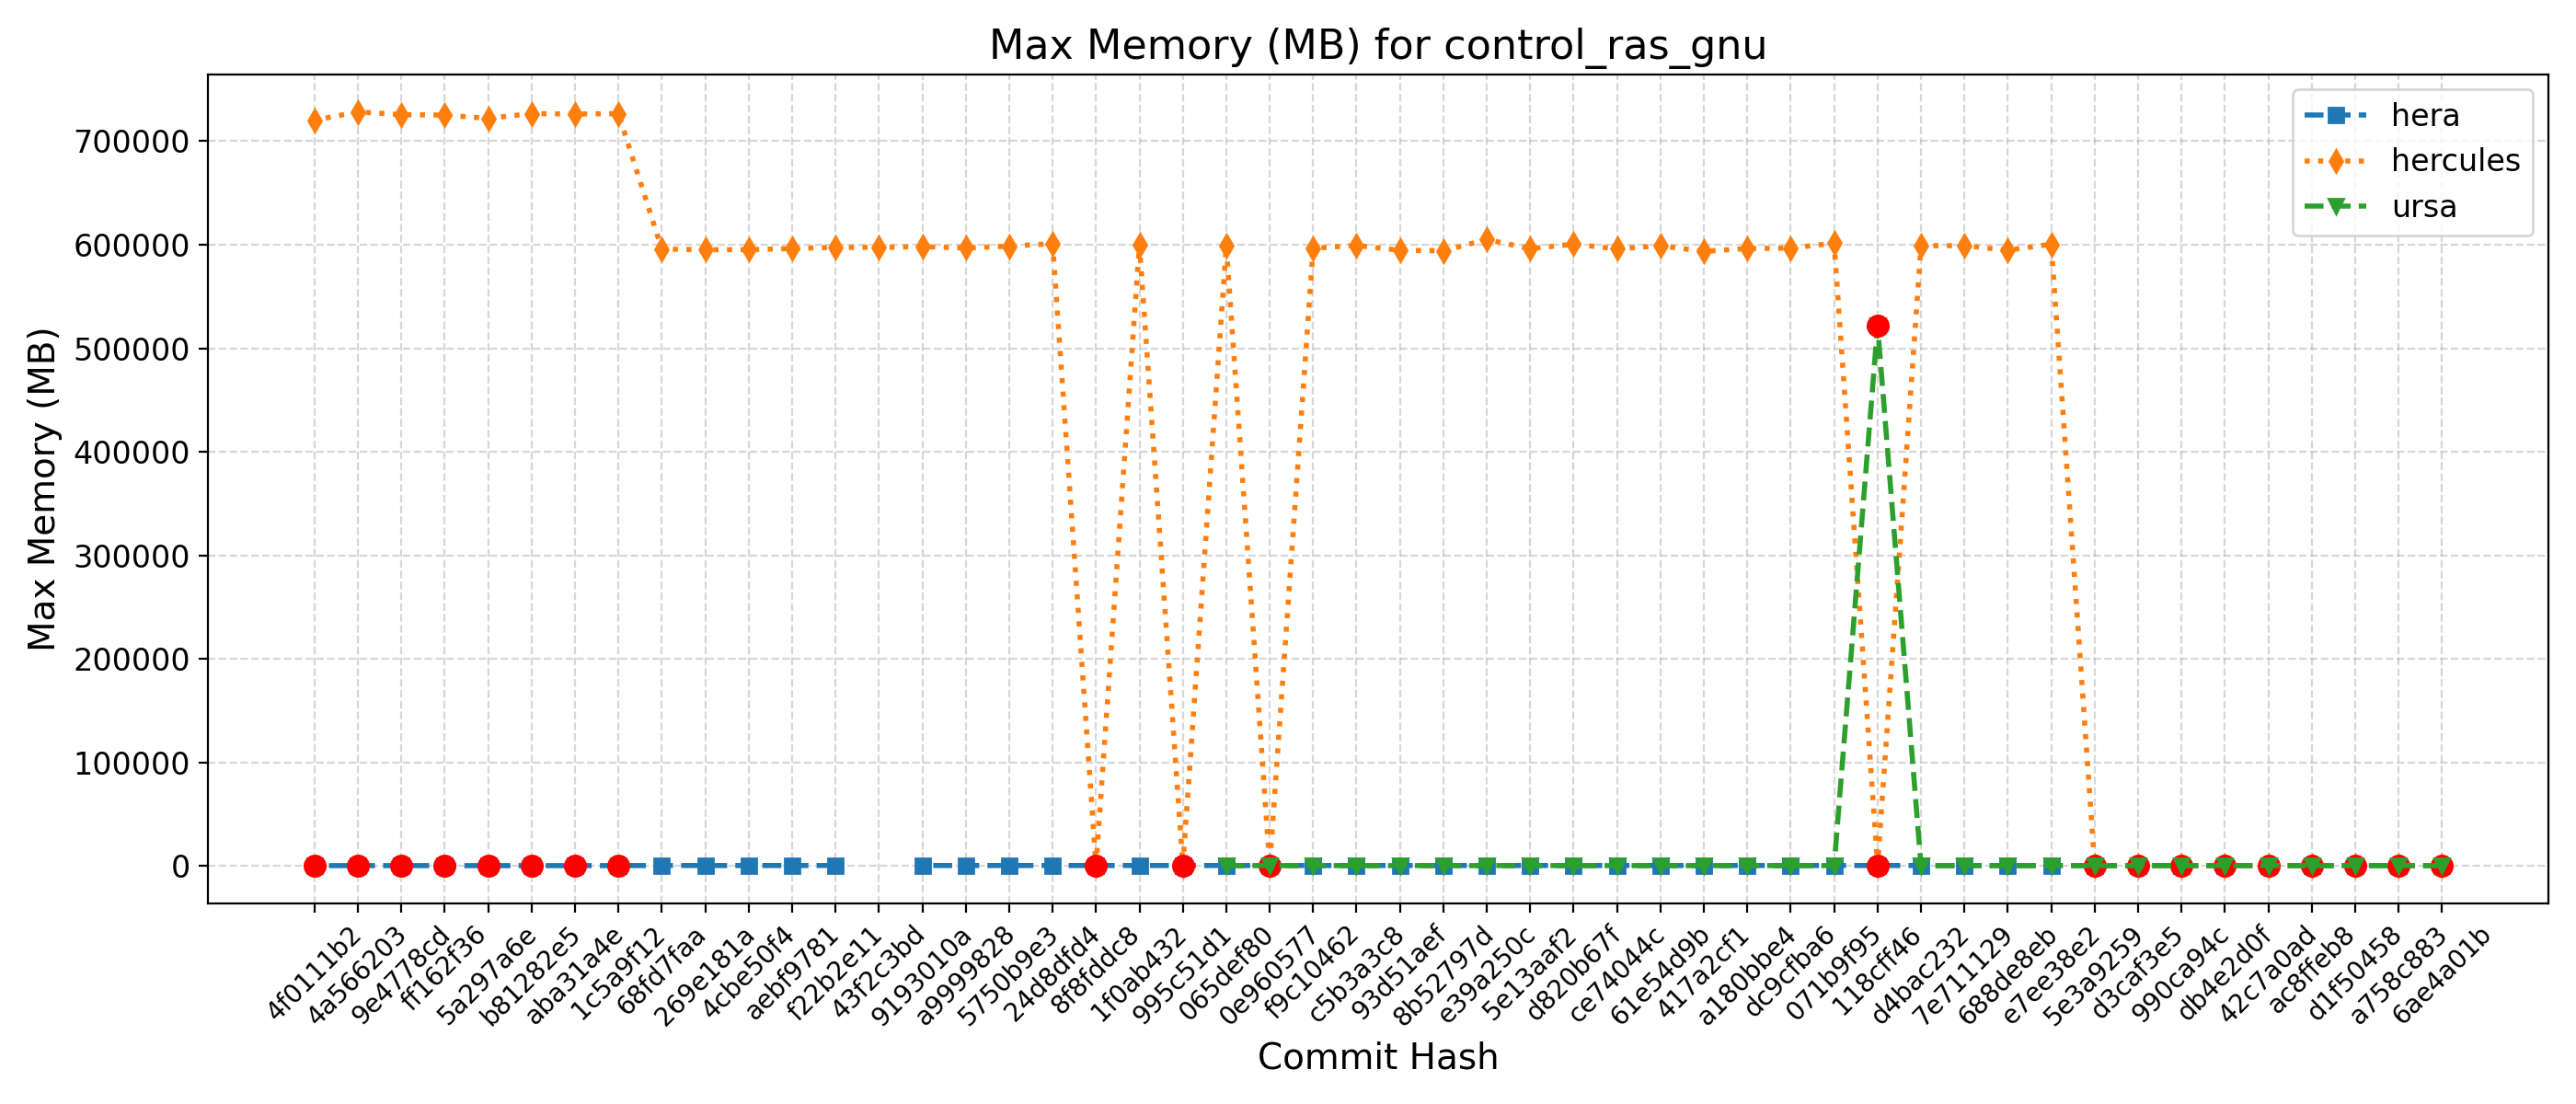 Max Memory (MB) for control_ras_gnu
hera
hercules
ursa
Max Memory (MB)
700000
600000
500000
400000
300000
200000
100000
0
4f0111b2
4a566203
9e4778cd
ff162f36
5a297a6e
b81282e5
aba31a4e
1c5a9f12
68fd7faa
269e181a
4cbe50f4
aebf9781
f22b2e11
43f2c3bd
9193010a
a9999828
5750b9e3
24d8dfd4
8f8fddc8
1f0ab432
995c51d1
065def80
0e960577
f9c10462
c5b3a3c8
93d51aef
8b52797d
e39a250c
5e13aaf2
d820b67f
ce74044c
61e54d9b
417a2cf1
a180bbe4
dc9cfba6
071b9f95
118cff46
d4bac232
7e711129
688de8eb
e7ee38e2
5e3a9259
d3caf3e5
990ca94c
db4e2d0f
42c7a0ad
ac8ffeb8
d1f50458
a758c883
6ae4a01b
Commit Hash